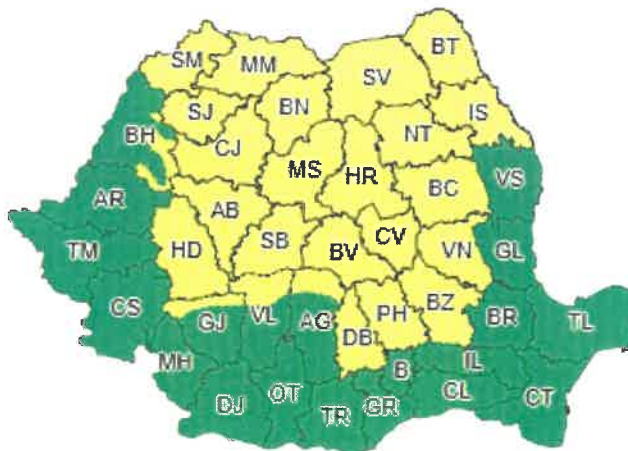 BT
SM
MM
SV
SJ
BN
IS
BH
CJ
NT
MS
HR
BC
VS
AR
AB
TM
HD
SB
BV
CV
VN
GL
CS
GJ
VL
AG
DB
PH
BZ
BR
TL
MH
B
IL
DJ
OT
TR
GR
CL
CT